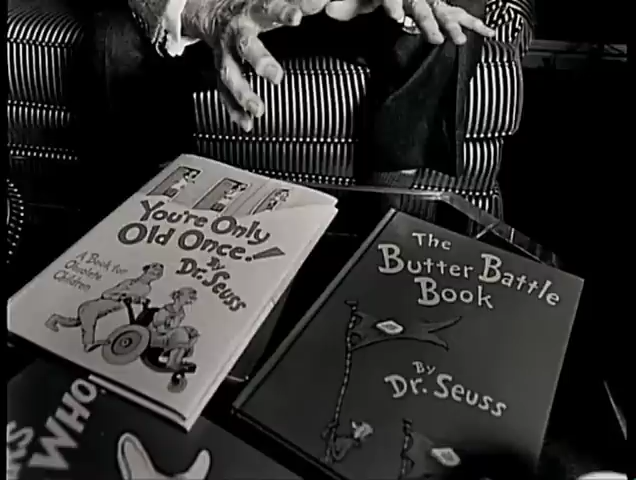 You're Only
Old Once!
By
Dr. Seuss
A Book for
Obsolete
Children
The
Butter Battle
Book
By
Dr. Seuss
WHO